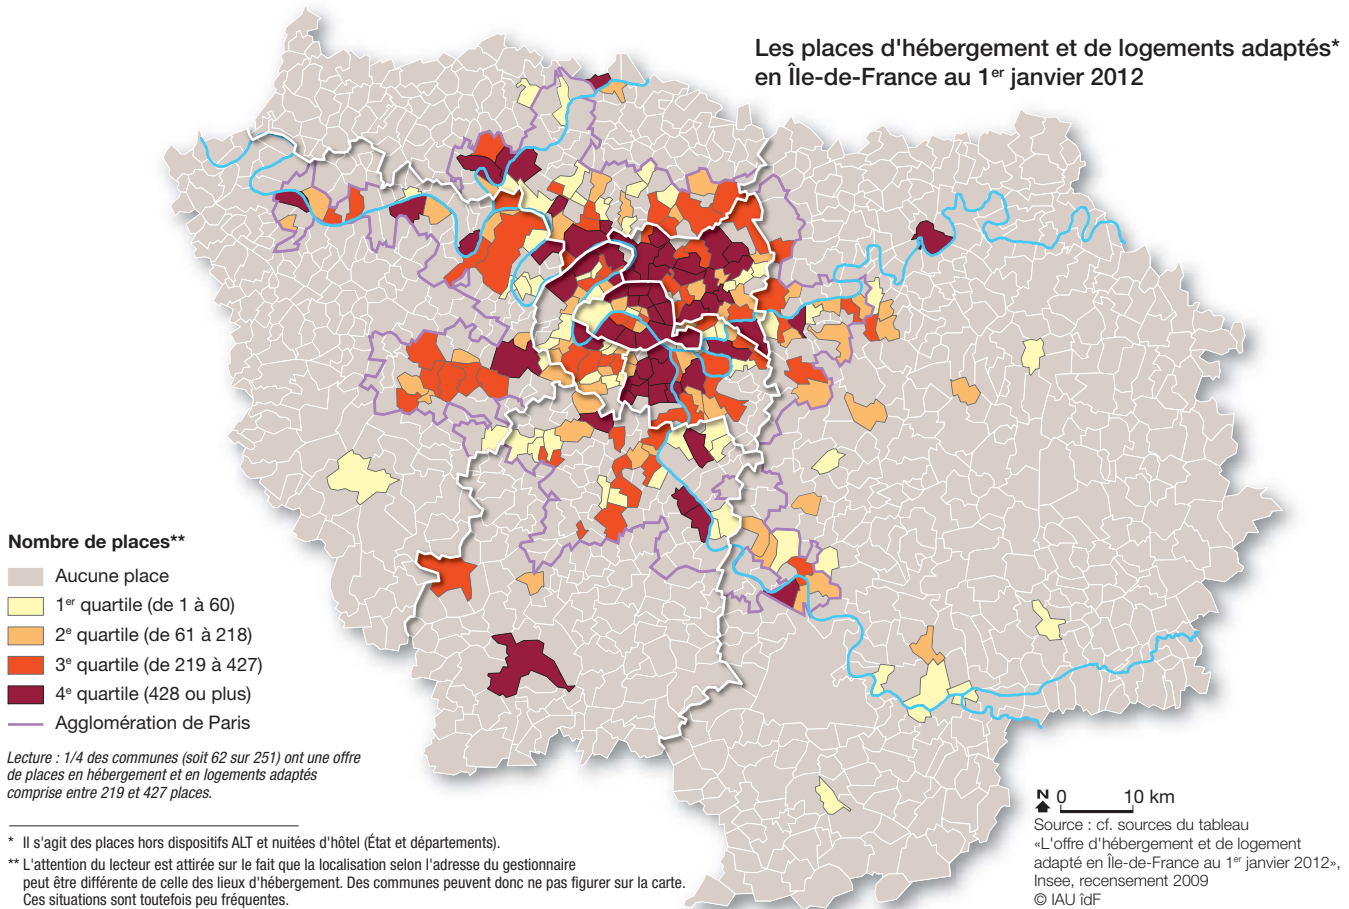 Les places d'hébergement et de logements adaptés*
en Île-de-France au 1er janvier 2012
Nombre de places**
Aucune place
1er quartile (de 1 à 60)
2e quartile (de 61 à 218)
3e quartile (de 219 à 427)
4e quartile (428 ou plus)
Agglomération de Paris
Lecture : 1/4 des communes (soit 62 sur 251) ont une offre
de places en hébergement et en logements adaptés
comprise entre 219 et 427 places.
* Il s'agit des places hors dispositifs ALT et nuitées d'hôtel (État et départements).
** L'attention du lecteur est attirée sur le fait que la localisation selon l'adresse du gestionnaire
peut être différente de celle des lieux d'hébergement. Des communes peuvent donc ne pas figurer sur la carte.
Ces situations sont toutefois peu fréquentes.
N 0 10 km
Source : cf. sources du tableau
«L'offre d'hébergement et de logement
adapté en Île-de-France au 1er janvier 2012»,
Insee, recensement 2009
© IAU îdF